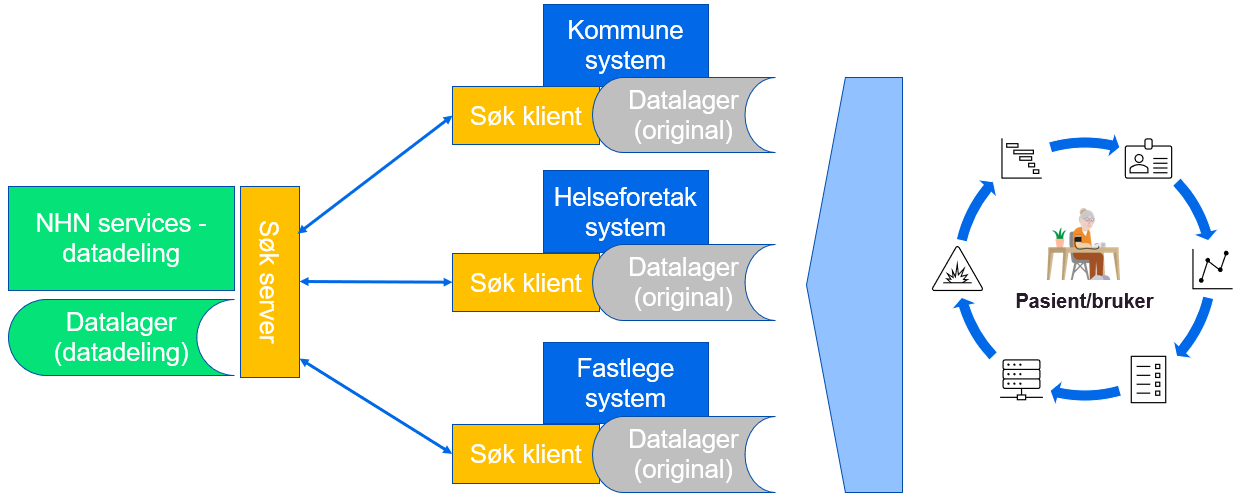 Kommune
system
Søk klient
Datalager
(original)
NHN services -
datadeling
Datalager
(datadeling)
Søk server
Helseforetak
system
Søk klient
Datalager
(original)
Fastlege
system
Søk klient
Datalager
(original)
Pasient/bruker